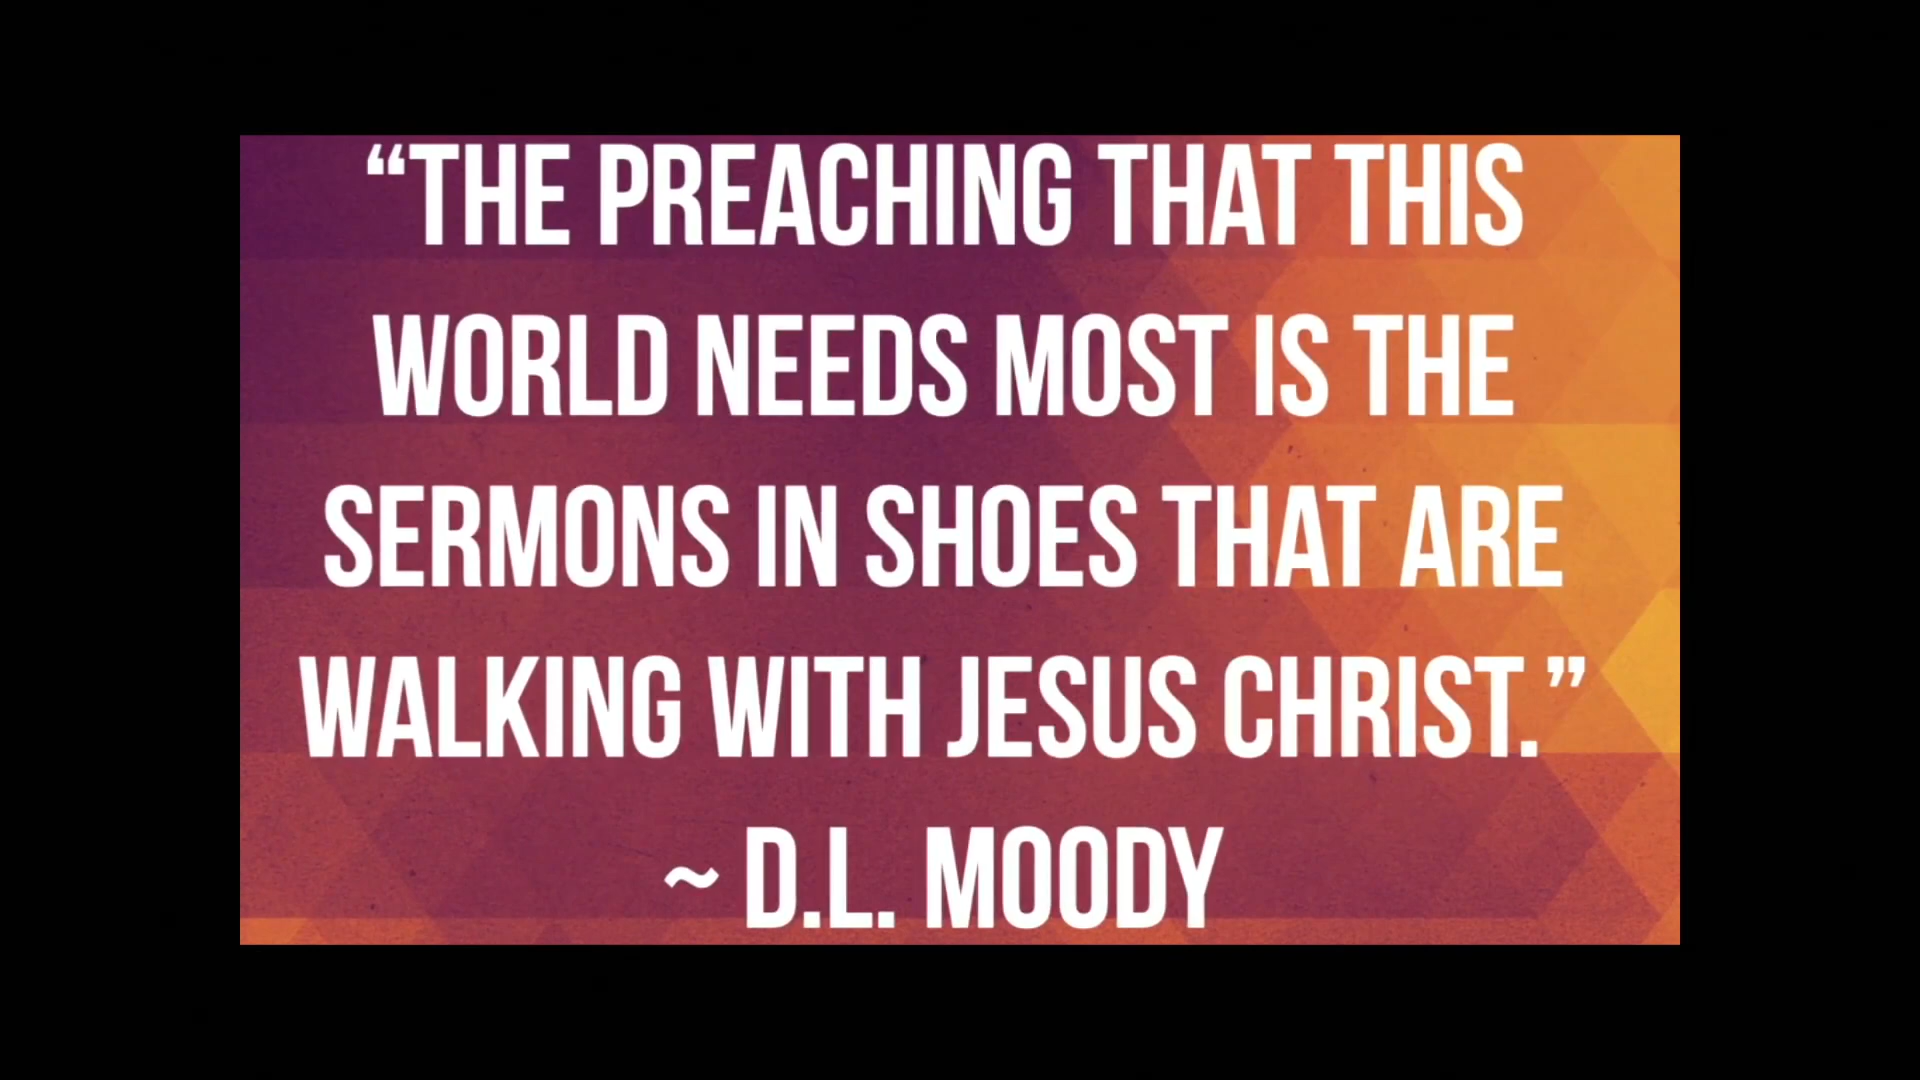 “THE PREACHING THAT THIS
WORLD NEEDS MOST IS THE
SERMONS IN SHOES THAT ARE
WALKING WITH JESUS CHRIST.”
~ D.L. MOODY